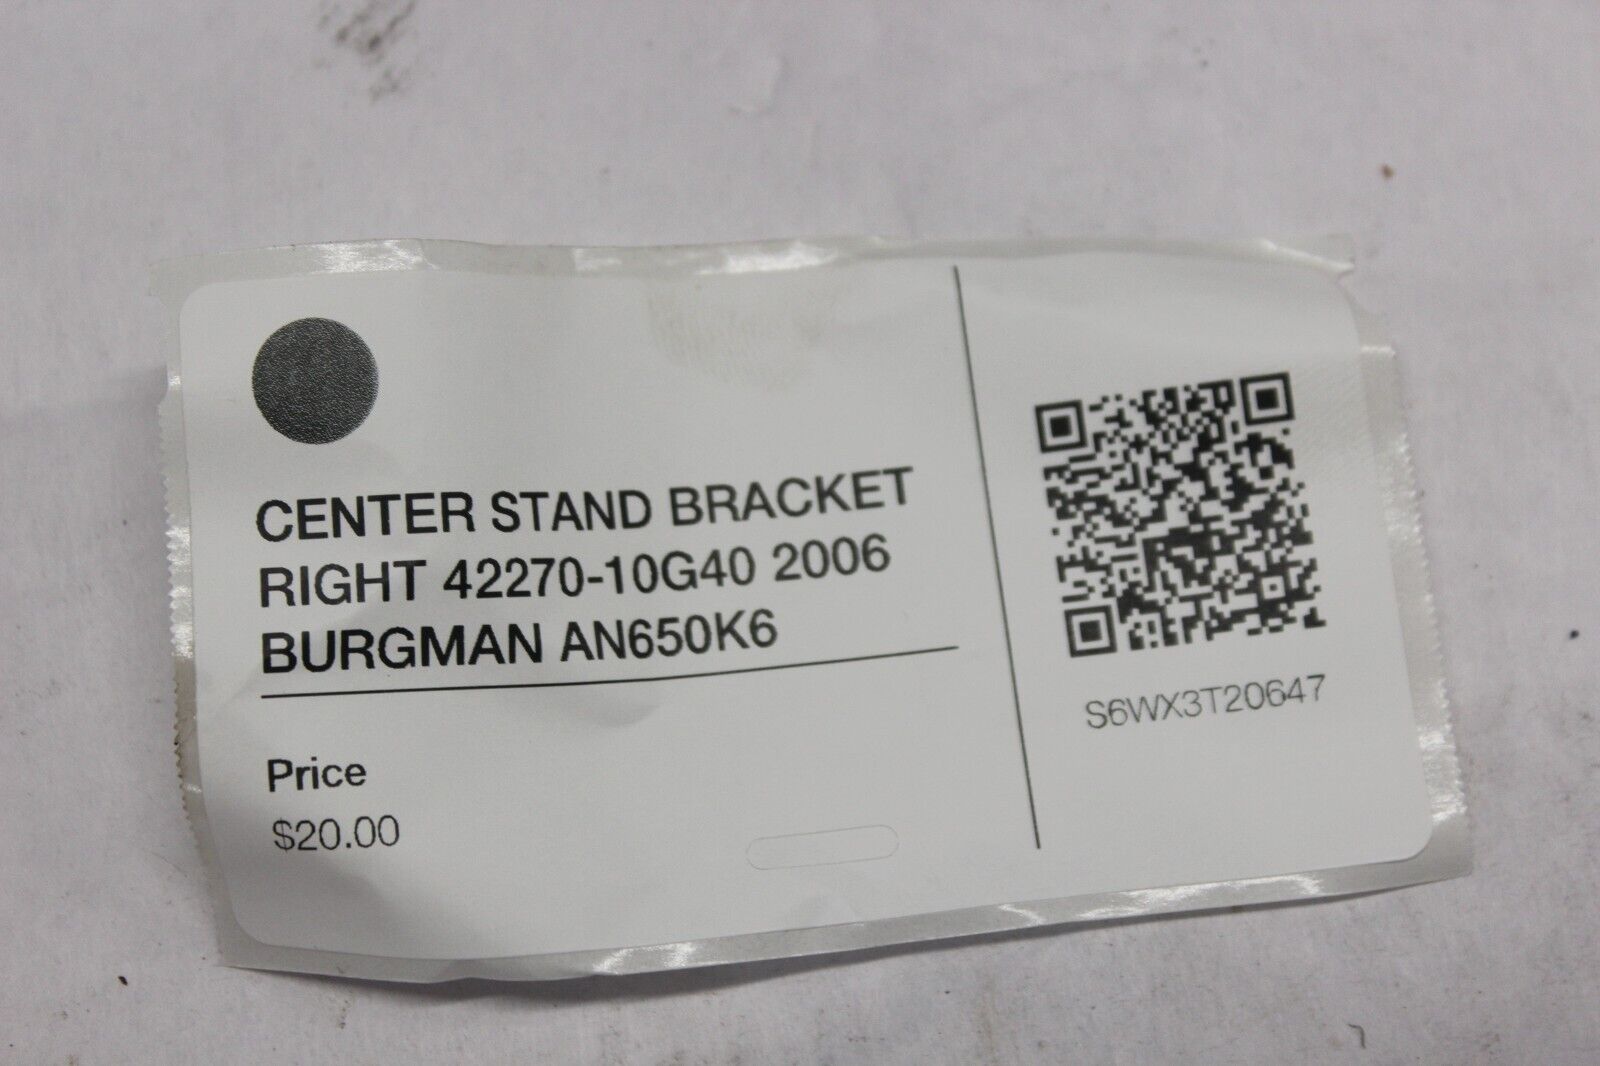 CENTER STAND BRACKET
RIGHT 42270-10G40 2006
BURGMAN AN650K6
Price
$20.00
S6WX3T20647